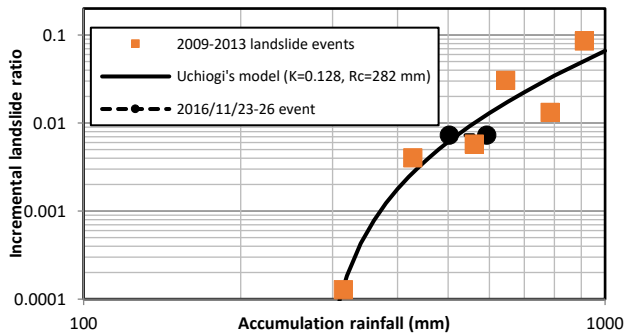 0.1
0.01
0.001
0.0001
Incremental landslide ratio
2009-2013 landslide events
Uchiogi's model (K=0.128, Rc=282 mm)
2016/11/23-26 event
100
Accumulation rainfall (mm)
1000